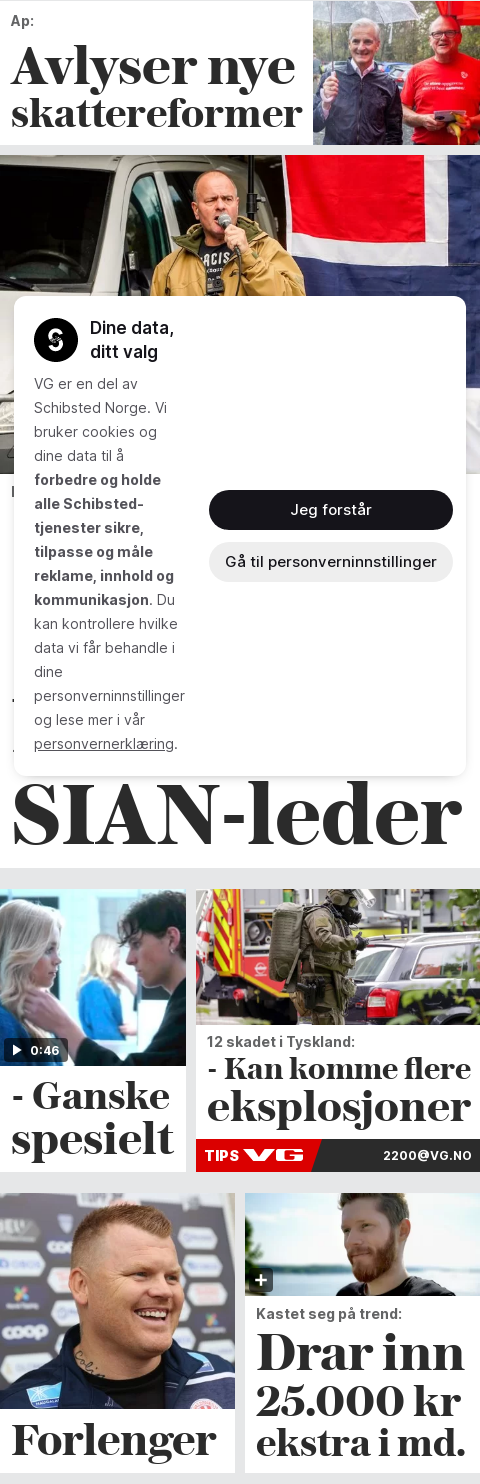 Ap:
Avlyser nye
skattereformer
Dine data,
ditt valg
VG er en del av
Schibsted Norge. Vi
bruker cookies og
dine data til å
forbedre og holde
alle Schibsted-
tjenester sikre,
tilpasse og måle
reklame, innhold og
kommunikasjon. Du
kan kontrollere hvilke
data vi får behandle i
dine
personverninnstillinger
og lese mer i vår
personvernerklæring.
Jeg forstår
Gå til personverninnstillinger
SIAN-leder
0:46
- Ganske
spesielt
12 skadet i Tyskland:
- Kan komme flere
eksplosjoner
TIPS VG 2200@VG.NO
coop
Forlenger
Kastet seg på trend:
Drar inn
25.000 kr
ekstra i md.